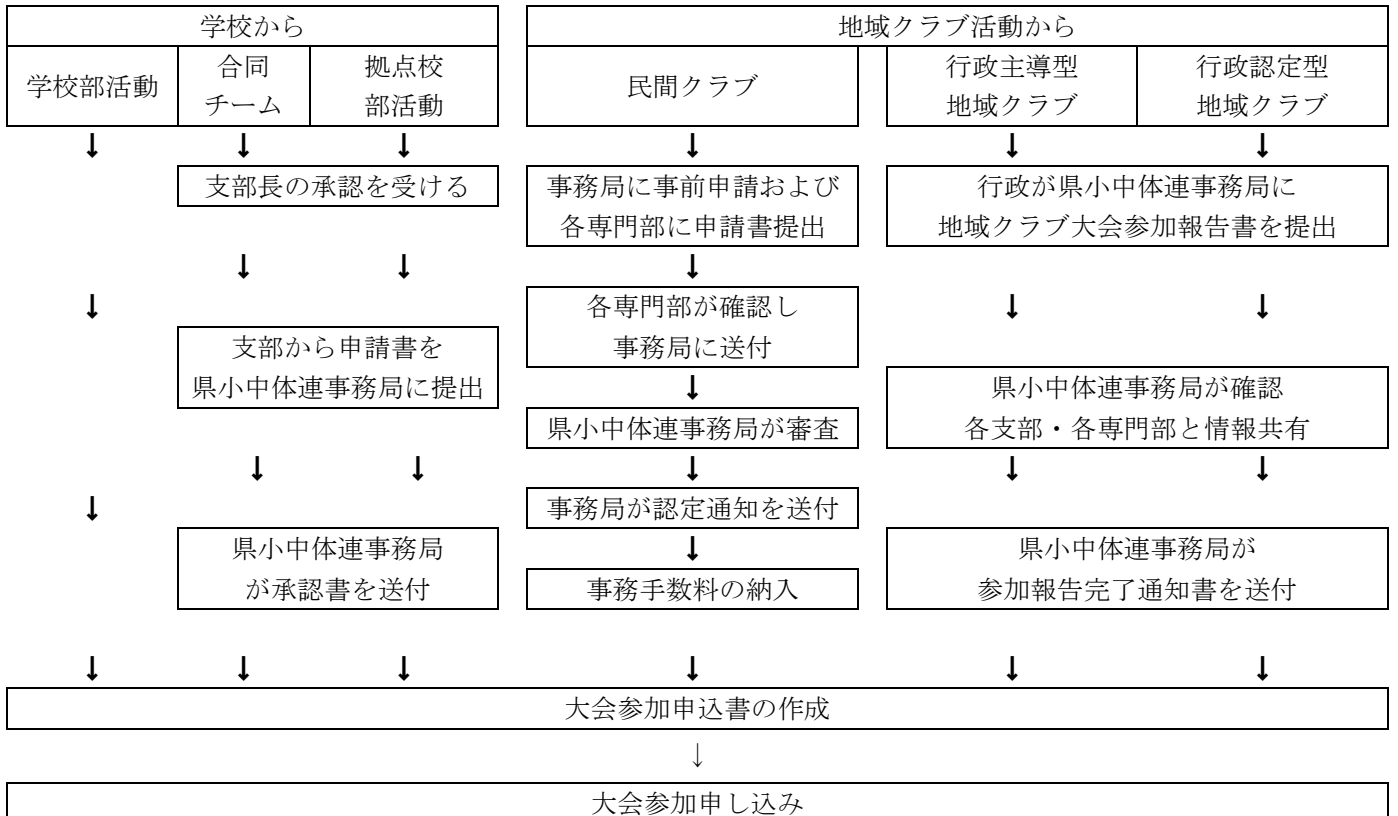 学校から
地域クラブ活動から
学校部活動
合同
チーム
拠点校
部活動
民間クラブ
行政主導型
地域クラブ
行政認定型
地域クラブ
↓ ↓ ↓ ↓ ↓ ↓
支部長の承認を受ける
事務局に事前申請および
各専門部に申請書提出
行政が県小中体連事務局に
地域クラブ大会参加報告書を提出
↓ ↓ ↓
↓ ↓ ↓
各専門部が確認し
事務局に送付
支部から申請書を
県小中体連事務局に提出
↓
県小中体連事務局が確認
各支部・各専門部と情報共有
県小中体連事務局が審査
↓ ↓ ↓ ↓ ↓
↓
事務局が認定通知を送付
↓
県小中体連事務局
が承認書を送付
事務手数料の納入
県小中体連事務局が
参加報告完了通知書を送付
↓ ↓ ↓ ↓ ↓ ↓
大会参加申込書の作成
↓
大会参加申し込み